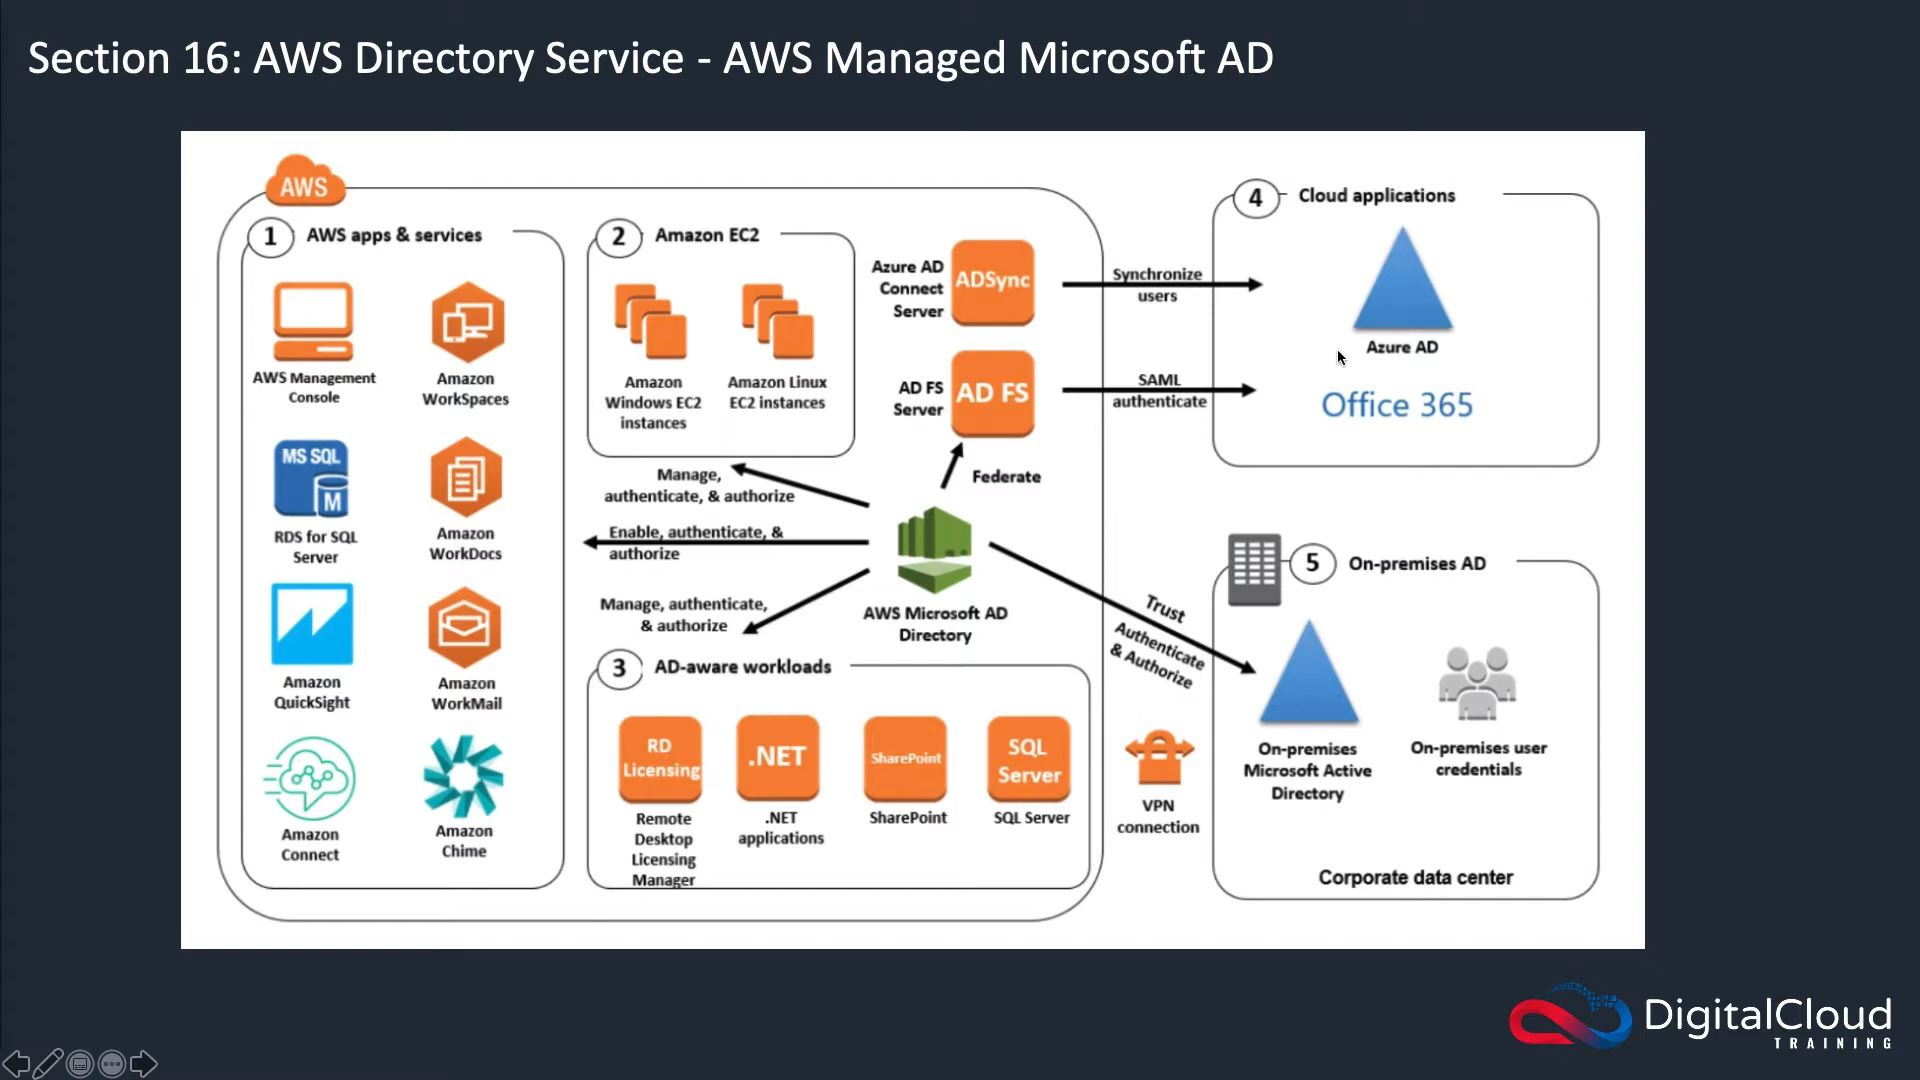 Section 16: AWS Directory Service - AWS Managed Microsoft AD
AWS
1
AWS apps & services
AWS Management
Console
Amazon
WorkSpaces
MS SQL
M
RDS for SQL
Server
Amazon
WorkDocs
Amazon
QuickSight
Amazon
WorkMail
Amazon
Connect
Amazon
Chime
2
Amazon EC2
Amazon
Windows EC2
instances
Amazon Linux
EC2 instances
Azure AD
Connect
Server
ADSync
AD FS
Server
AD FS
Synchronize
users
SAML
authenticate
Federate
Manage,
authenticate, & authorize
Enable, authenticate, &
authorize
Manage, authenticate,
& authorize
AWS Microsoft AD
Directory
Trust
Authenticate
& Authorize
3
AD-aware workloads
RD
Licensing
Remote
Desktop
Licensing
Manager
.NET
.NET
applications
SharePoint
SharePoint
SQL
Server
SQL Server
VPN
connection
4
Cloud applications
Azure AD
Office 365
5
On-premises AD
On-premises
Microsoft Active
Directory
On-premises user
credentials
Corporate data center
DigitalCloud
TRAINING